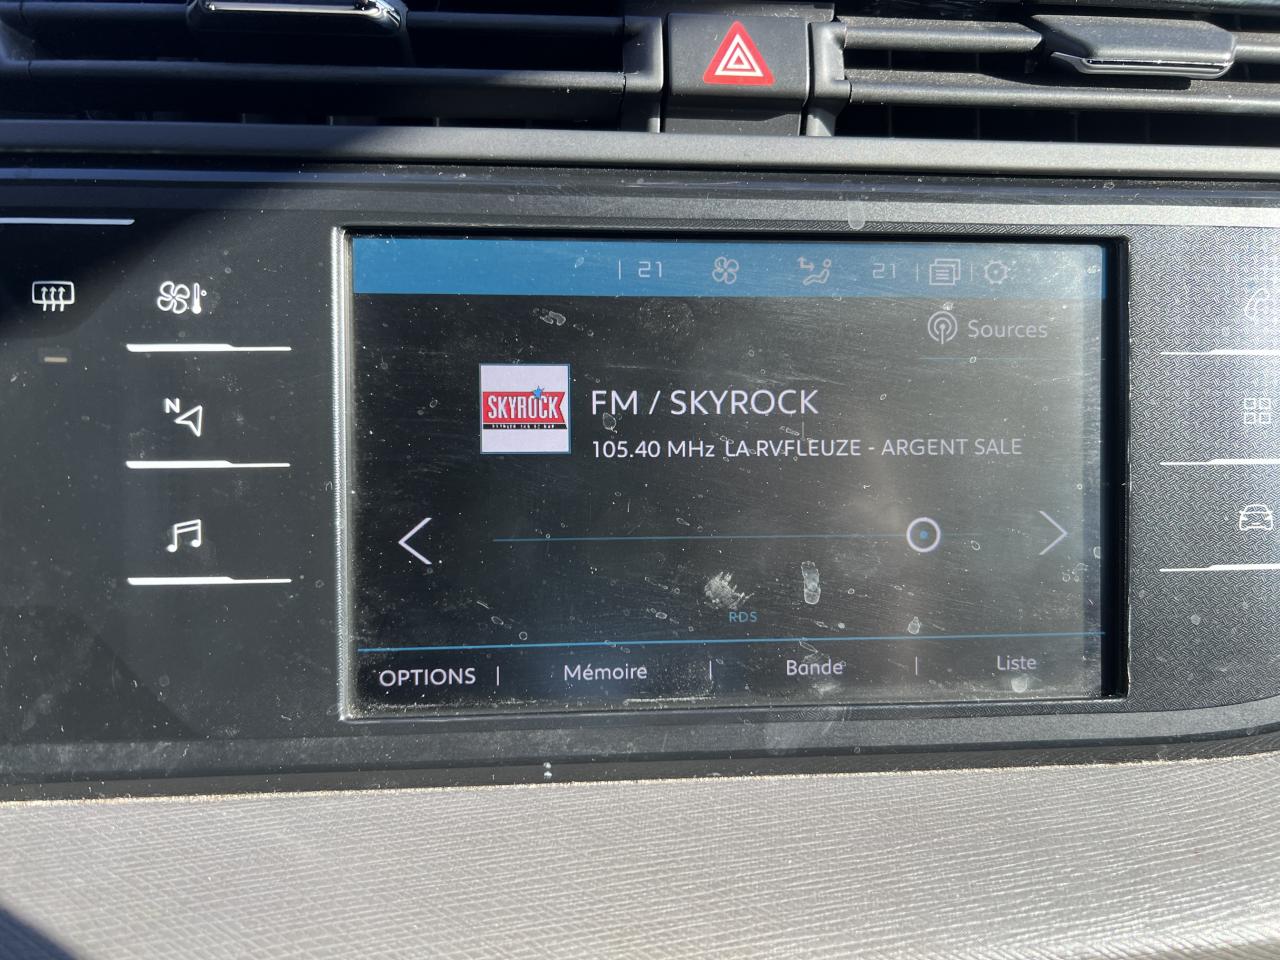 21
21
Sources
SKYROCK
FM / SKYROCK
105.40 MHz LA RVFLEUZE - ARGENT SALE
N
RDS
OPTIONS | Mémoire | Bande | Liste